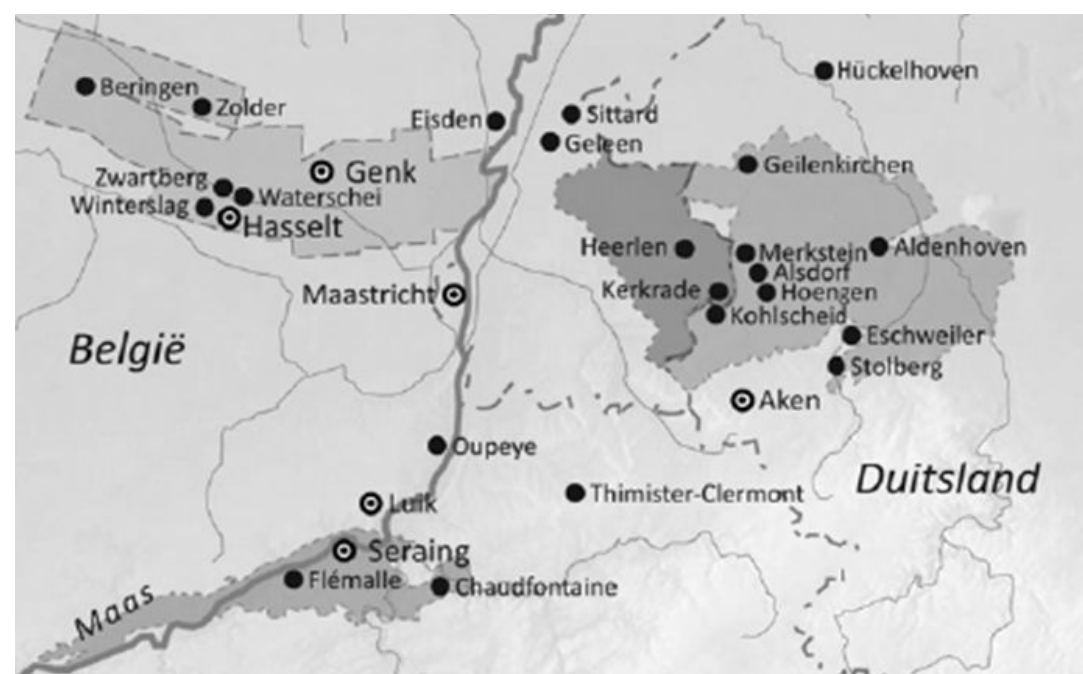 Hückelhoven
Beringen
Zolder
Eisden
Sittard
Geleen
Genk
Geilenkirchen
Zwartberg
Waterschei
Winterslag
Hasselt
Heerlen
Merkstein
Aldenhoven
Alsdorf
Kerkrade
Hoengen
Maastricht
Kohlscheid
Eschweiler
België
Stolberg
Aken
Oupeye
Duitsland
Thimister-Clermont
Luik
Seraing
Flémalle
Chaudfontaine
Maas